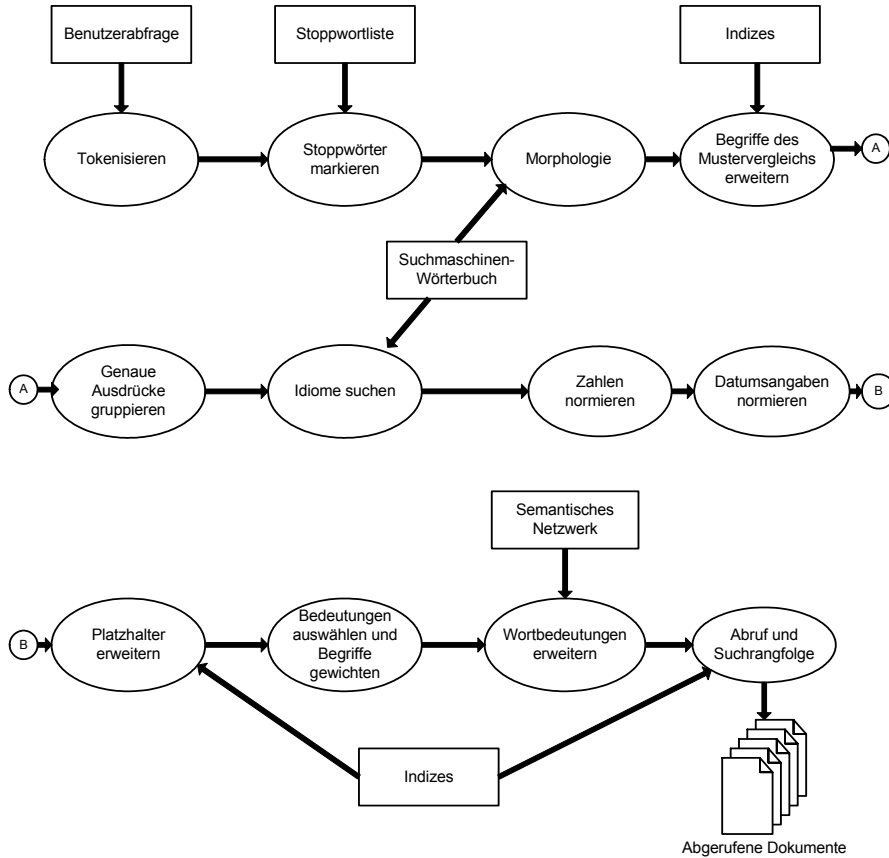 Benutzerabfrage
Stoppwortliste
Indizes
Tokenisieren
Stoppwörter
markieren
Morphologie
Begriffe des
Mustervergleichs
erweitern
A
Suchmaschinen-
Wörterbuch
A
Genaue
Ausdrücke
gruppieren
Idiome suchen
Zahlen
normieren
Datumsangaben
normieren
B
Semantisches
Netzwerk
B
Platzhalter
erweitern
Bedeutungen
auswählen und
Begriffe
gewichten
Wortbedeutungen
erweitern
Abruf und
Suchrangfolge
Indizes
Abgerufene Dokumente